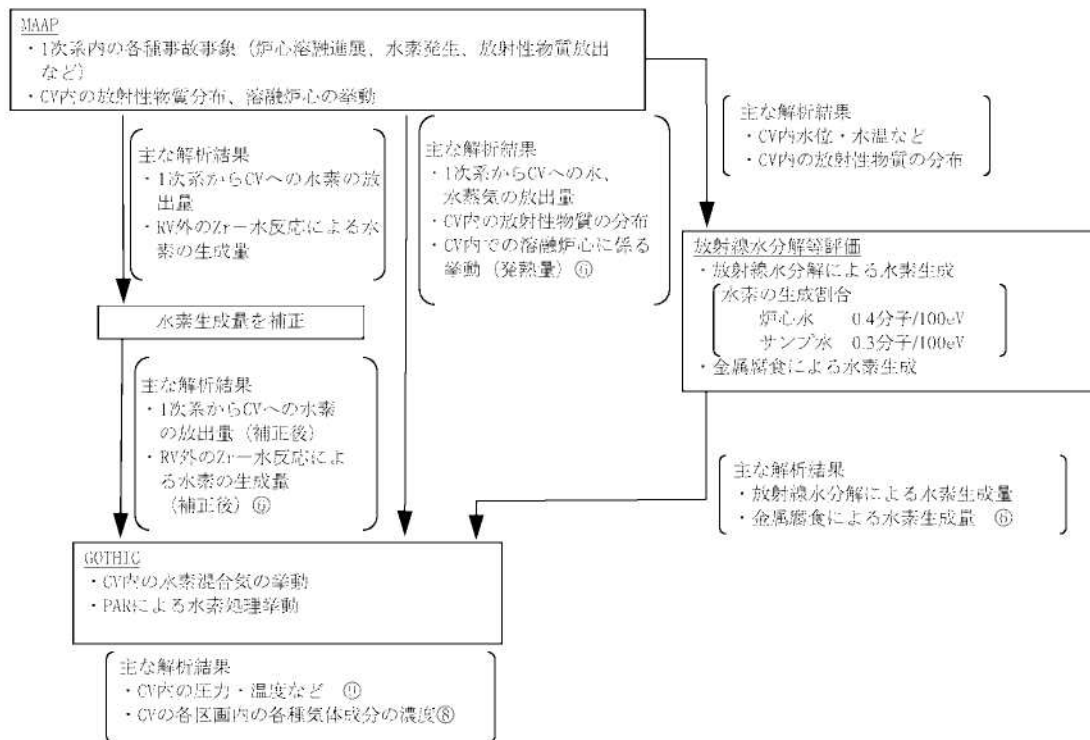 MAAP
・1次系内の各種事故事象（炉心溶融進展、水素発生、放射性物質放出
など）
・CV内の放射性物質分布、溶融炉心の挙動
主な解析結果
・1次系からCVへの水素の放
出量
・RV外のZr－水反応による水
素の生成量
主な解析結果
・1次系からCVへの水、
水蒸気の放出量
・CV内の放射性物質の分布
・CV内での溶融炉心に係る
挙動（発熱量）⑥
主な解析結果
・CV内水位・水温など
・CV内の放射性物質の分布
水素生成量を補正
放射線水分解等評価
・放射線水分解による水素生成
水素の生成割合
炉心水 0.4分子/100eV
サンプ水 0.3分子/100eV
・金属腐食による水素生成
主な解析結果
・1次系からCVへの水素
の放出量（補正後）
・RV外のZr－水反応によ
る水素の生成量
（補正後）⑥
主な解析結果
・放射線水分解による水素生成量
・金属腐食による水素生成量 ⑥
GOTHIC
・CV内の水素混合気の挙動
・PARによる水素処理挙動
主な解析結果
・CV内の圧力・温度など ⑨
・CVの各区画内の各種気体成分の濃度⑧